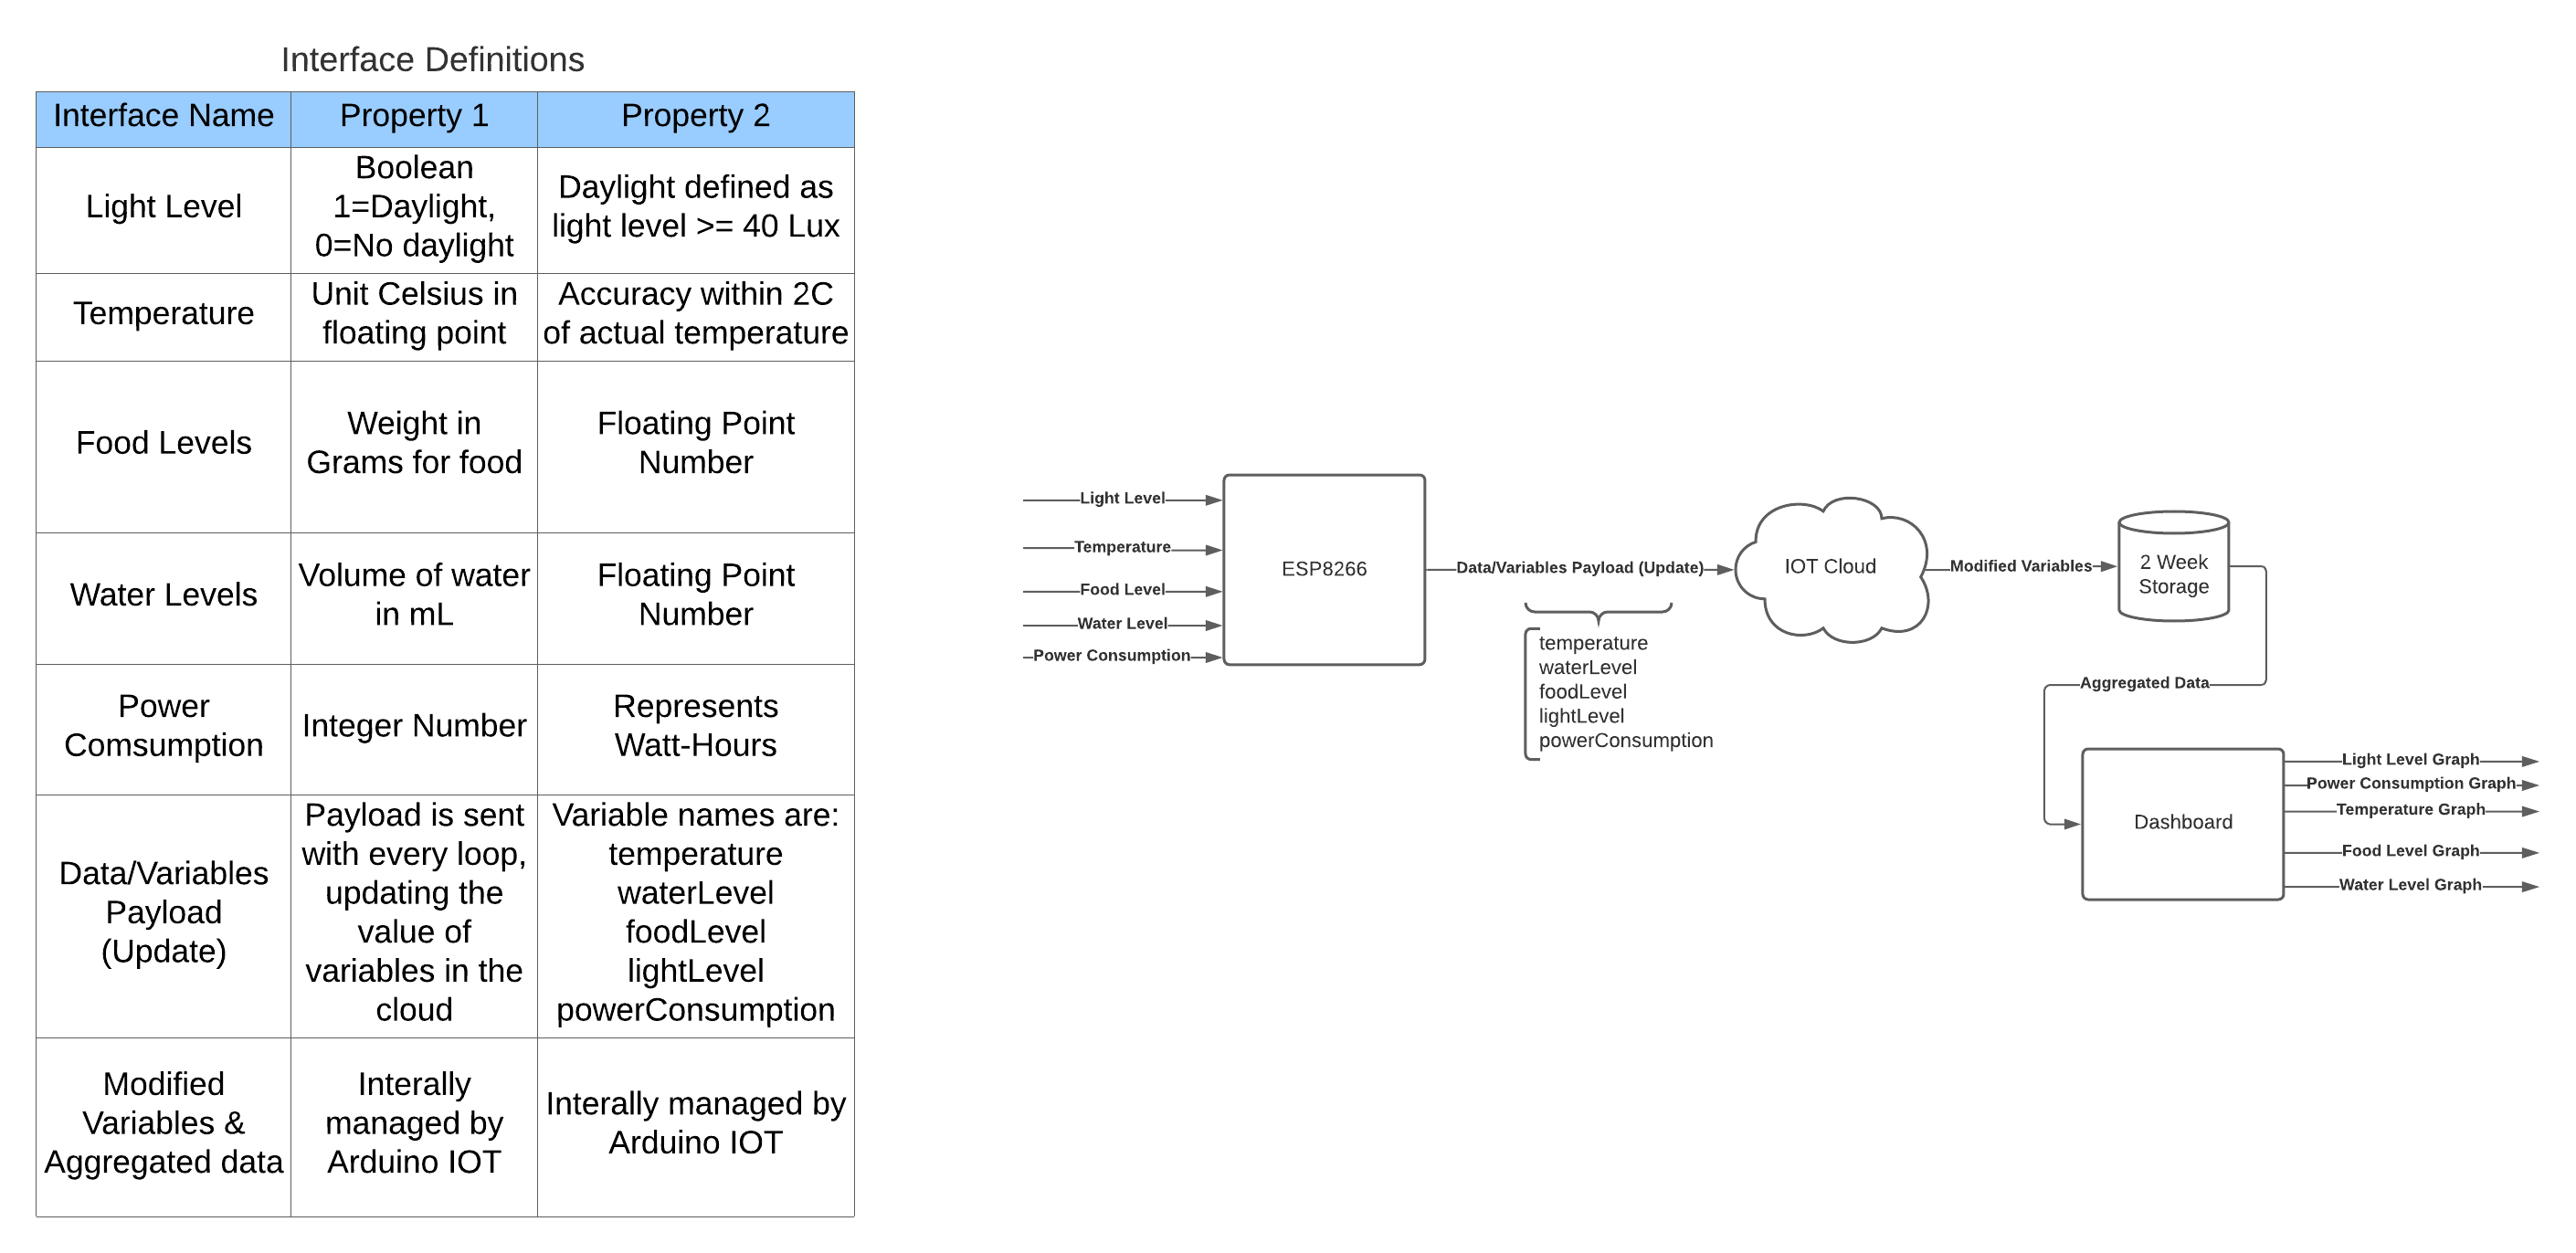 Interface Definitions
Interface Name
Property 1
Property 2
Light Level
Boolean
1=Daylight,
0=No daylight
Daylight defined as
light level >= 40 Lux
Temperature
Unit Celsius in
floating point
Accuracy within 2C
of actual temperature
Food Levels
Weight in
Grams for food
Floating Point
Number
Water Levels
Volume of water
in mL
Floating Point
Number
Power
Comsumption
Integer Number
Represents
Watt-Hours
Data/Variables
Payload
(Update)
Payload is sent
with every loop,
updating the
value of
variables in the
cloud
Variable names are:
temperature
waterLevel
foodLevel
lightLevel
powerConsumption
Modified
Variables &
Aggregated data
Interally
managed by
Arduino IOT
Interally managed by
Arduino IOT
Light Level
Temperature
Food Level
Water Level
Power Consumption
ESP8266
Data/Variables Payload (Update)
temperature
waterLevel
foodLevel
lightLevel
powerConsumption
IOT Cloud
Modified Variables
2 Week
Storage
Aggregated Data
Dashboard
Light Level Graph
Power Consumption Graph
Temperature Graph
Food Level Graph
Water Level Graph